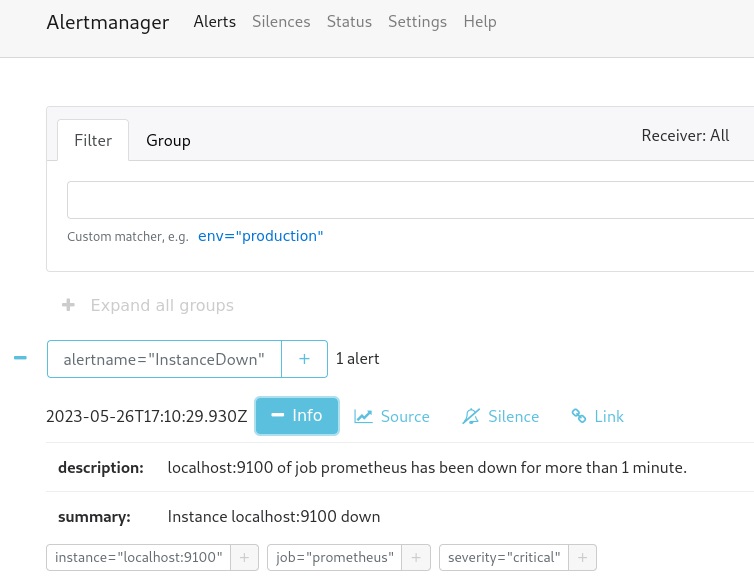 Alertmanager Alerts Silences Status Settings Help
Filter Group Receiver: All
Custom matcher, e.g. env="production"
+ Expand all groups
− alertname="InstanceDown" + 1 alert
2023-05-26T17:10:29.930Z − Info Source Silence Link
description: localhost:9100 of job prometheus has been down for more than 1 minute.
summary: Instance localhost:9100 down
instance="localhost:9100" + job="prometheus" + severity="critical" +